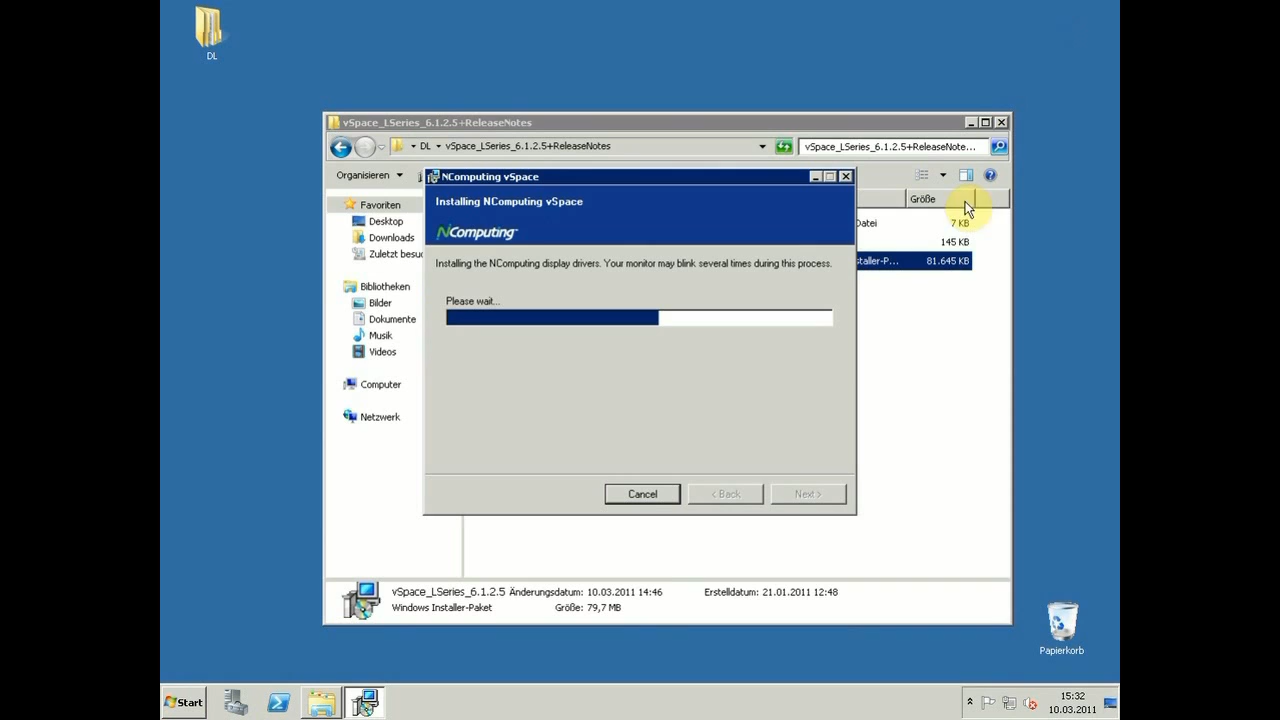 DL
vSpace_LSeries_6.1.2.5+ReleaseNotes
DL vSpace_LSeries_6.1.2.5+ReleaseNotes
vSpace_LSeries_6.1.2.5+ReleaseNote...
Organisieren
NComputing vSpace
Installing NComputing vSpace
NComputing
Installing the NComputing display drivers. Your monitor may blink several times during this process.
Please wait...
Cancel
< Back
Next >
Größe
Datei 7 KB
145 KB
staller-P... 81.645 KB
Favoriten
Desktop
Downloads
Zuletzt besuc
Bibliotheken
Bilder
Dokumente
Musik
Videos
Computer
Netzwerk
vSpace_LSeries_6.1.2.5 Änderungsdatum: 10.03.2011 14:46 Erstelldatum: 21.01.2011 12:48
Windows Installer-Paket Größe: 79,7 MB
Papierkorb
Start
15:32
10.03.2011